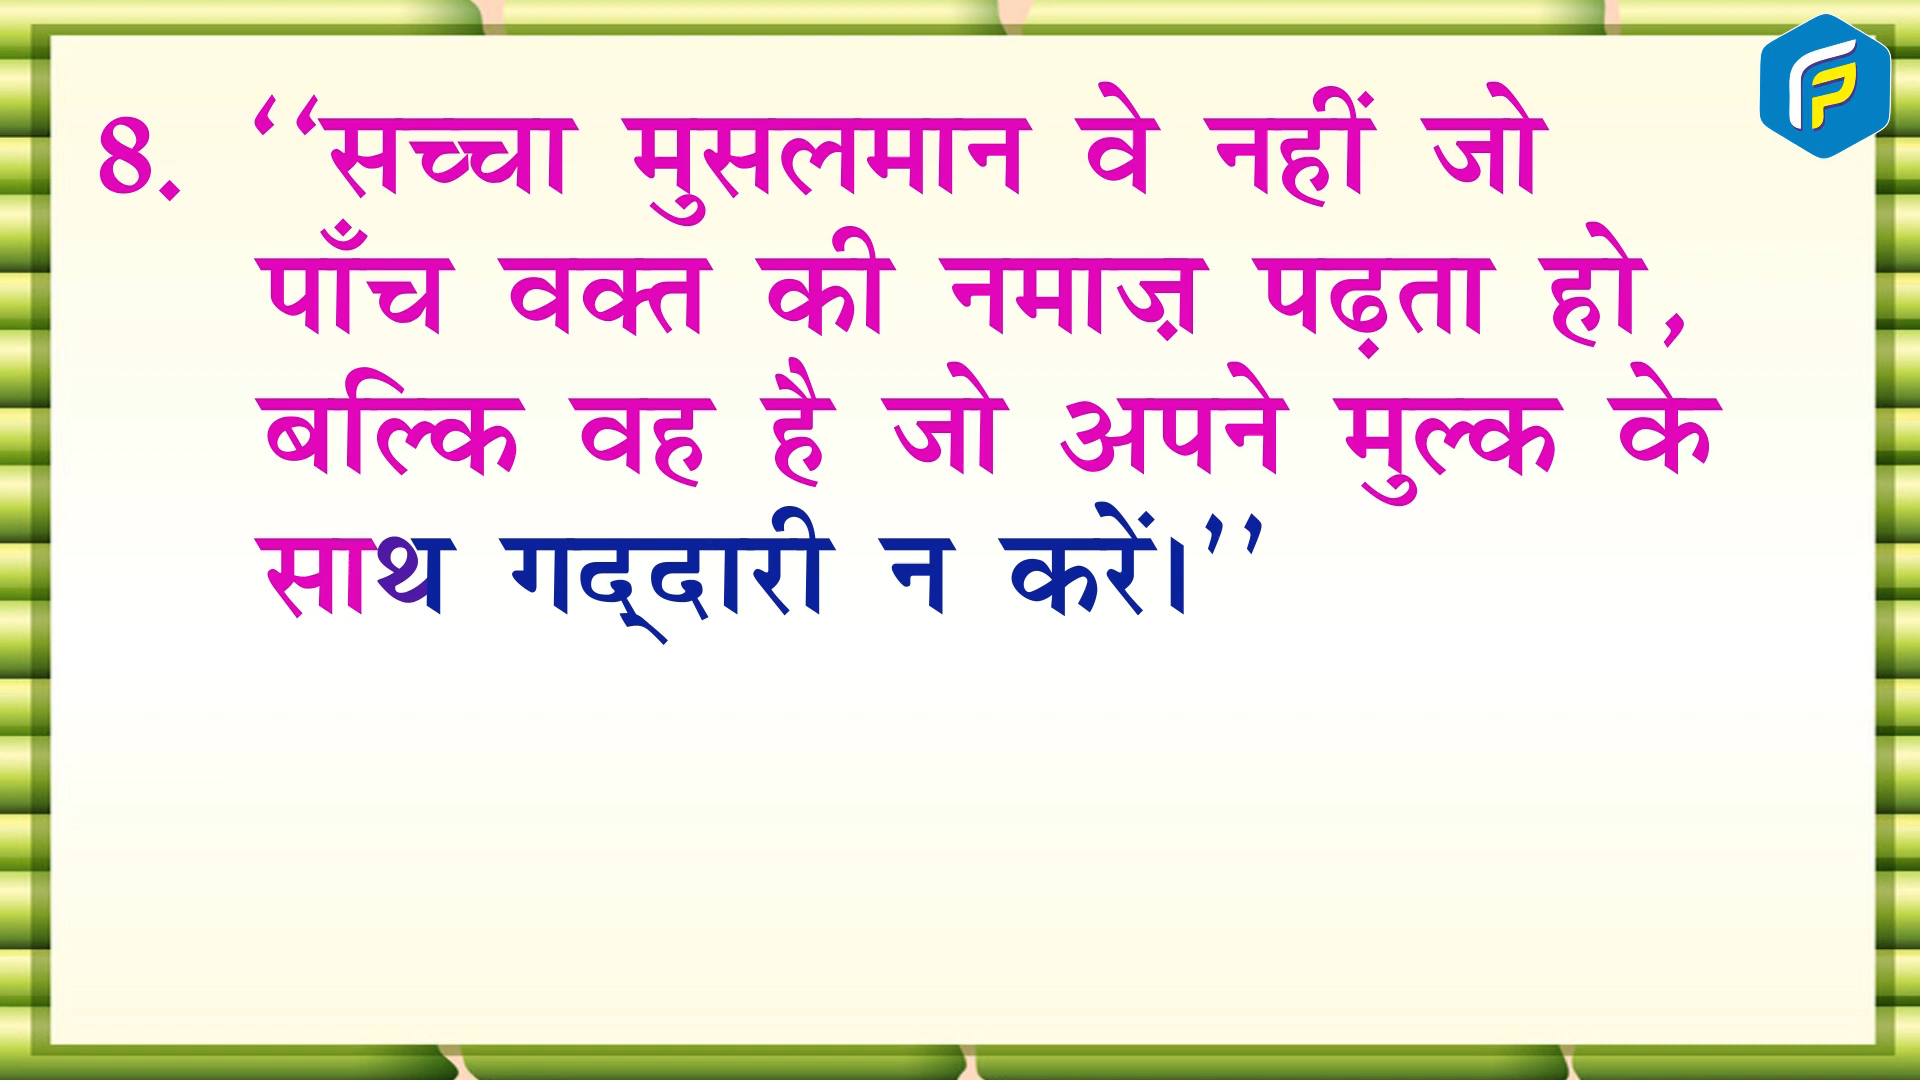 8. ‘‘सच्चा मुसलमान वे नहीं जो
पाँच वक्त की नमाज़ पढ़ता हो,
बल्कि वह है जो अपने मुल्क के
साथ गद्‌दारी न करें।’’